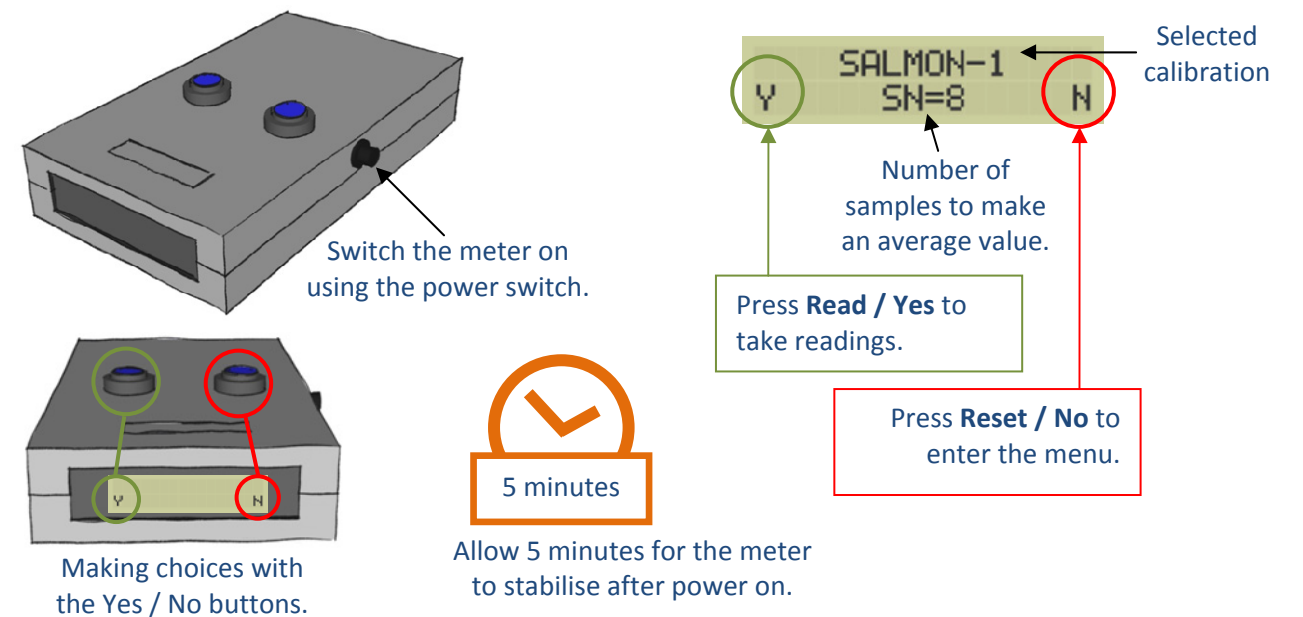 Switch the meter on
using the power switch.
Y N
Making choices with
the Yes / No buttons.
5 minutes
Allow 5 minutes for the meter
to stabilise after power on.
SALMON-1
Y SN=8 N
Selected
calibration
Number of
samples to make
an average value.
Press Read / Yes to
take readings.
Press Reset / No to
enter the menu.